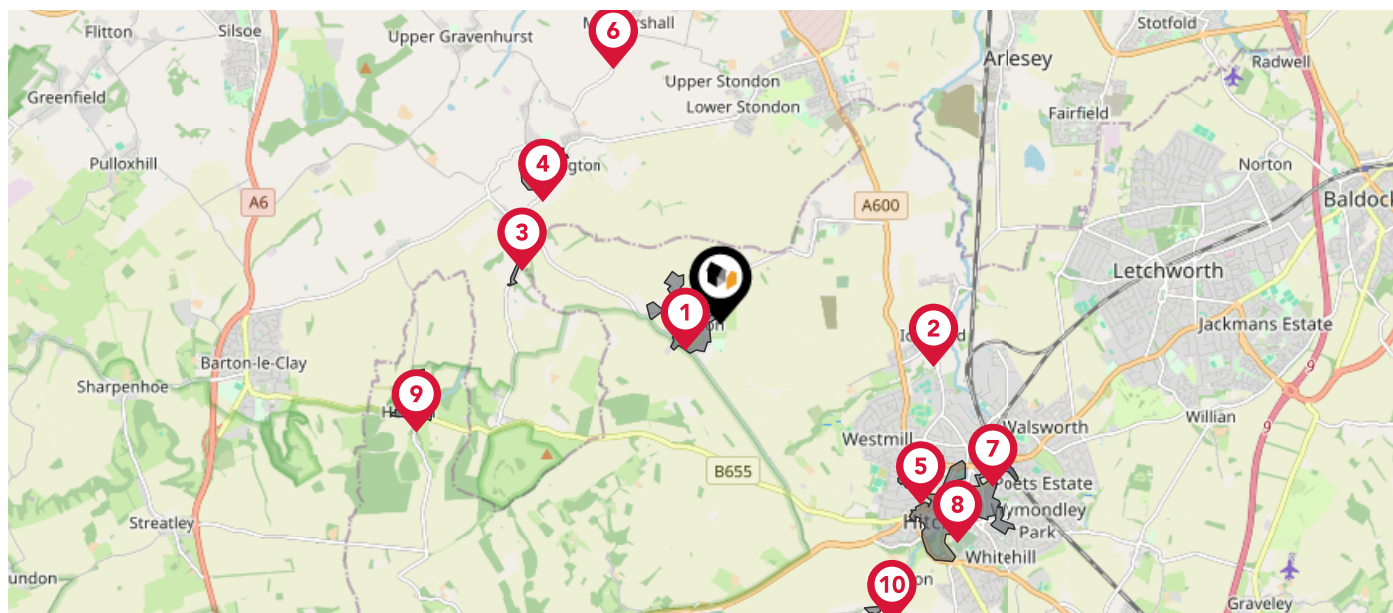 Flitton
Silsoe
Upper Gravenhurst
6
Stotfold
Arlesey
Radwell
Greenfield
Upper Stondon
Lower Stondon
Fairfield
Pulloxhill
4
Norton
A6
A600
Baldock
3
Letchworth
1
2
Jackmans Estate
Barton-le-Clay
Sharpenhoe
9
9
9
Willian
Walsworth
Westmill
7
B655
5
Poets Estate
8
Wymondley
Park
Streatley
Whitehill
10
Graveley